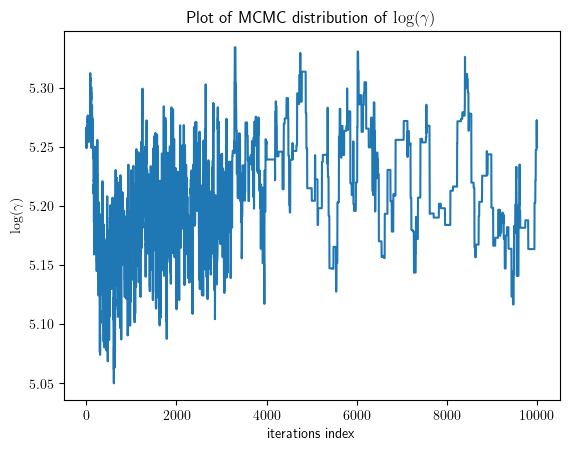 Plot of MCMC distribution of log(γ)
log(γ)
5.30
5.25
5.20
5.15
5.10
5.05
0 2000 4000 6000 8000 10000
iterations index